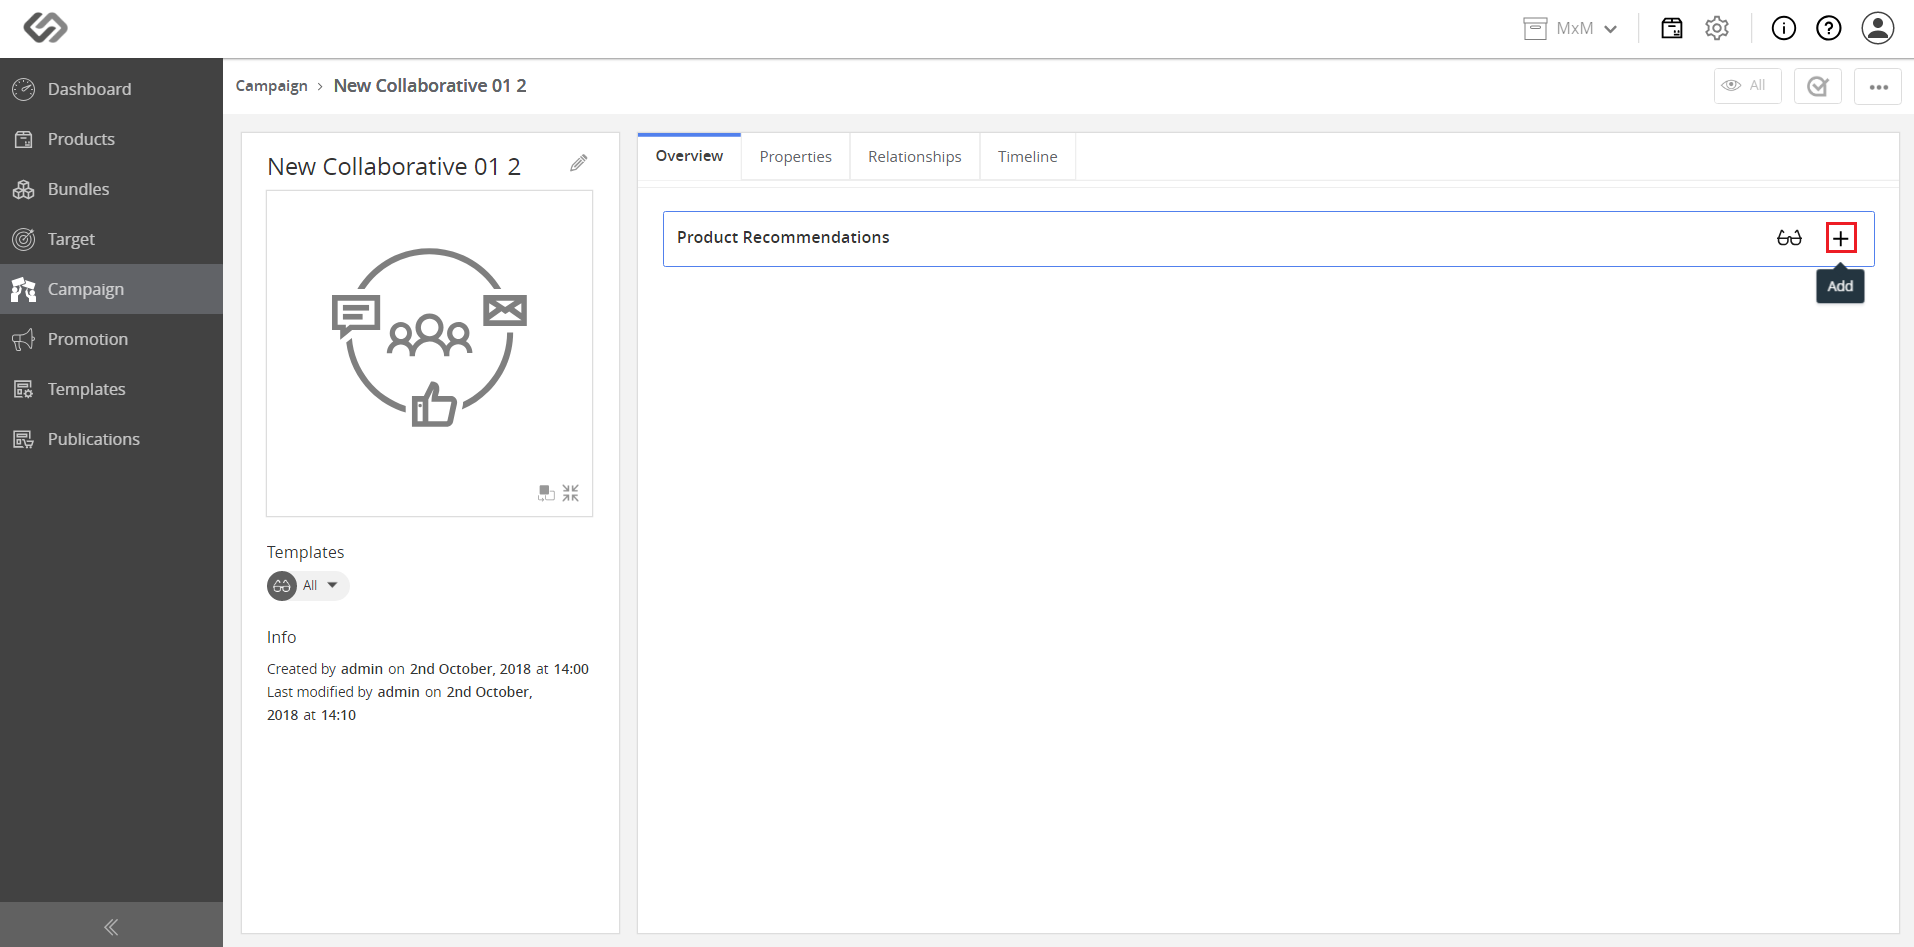 MxM
Dashboard
Products
Bundles
Target
Campaign
Promotion
Templates
Publications
Campaign › New Collaborative 01 2
All
New Collaborative 01 2
Templates
All
Info
Created by admin on 2nd October, 2018 at 14:00
Last modified by admin on 2nd October,
2018 at 14:10
Overview Properties Relationships Timeline
Product Recommendations
Add